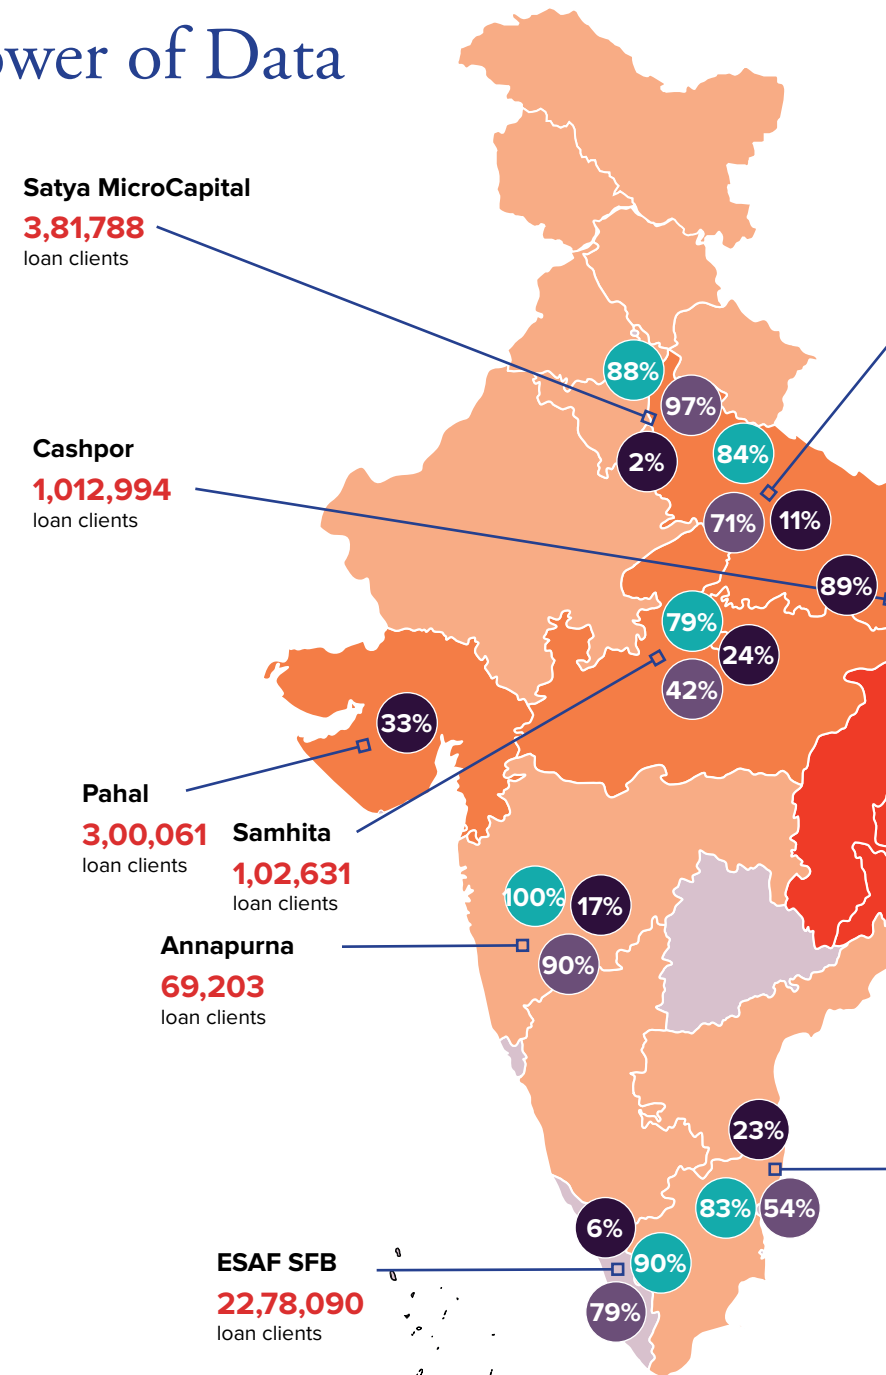 ower of Data
Satya MicroCapital
3,81,788
loan clients
88%
97%
2%
84%
71%
11%
Cashpor
1,012,994
loan clients
89%
79%
24%
42%
33%
Pahal
3,00,061
loan clients
Samhita
1,02,631
loan clients
100%
17%
90%
Annapurna
69,203
loan clients
23%
83%
54%
6%
90%
79%
ESAF SFB
22,78,090
loan clients